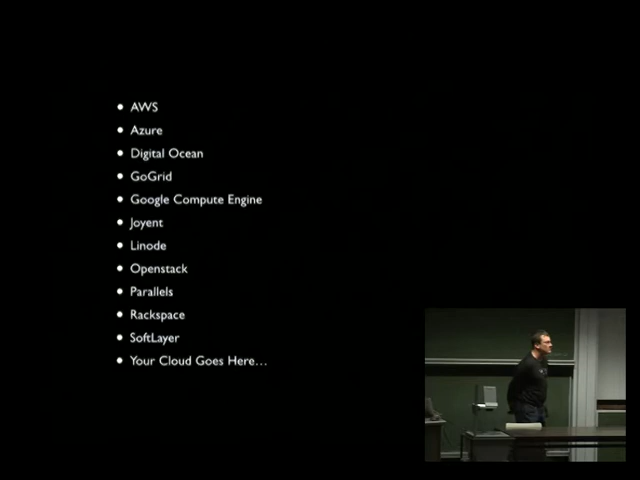 AWS
Azure
Digital Ocean
GoGrid
Google Compute Engine
Joyent
Linode
Openstack
Parallels
Rackspace
SoftLayer
Your Cloud Goes Here...